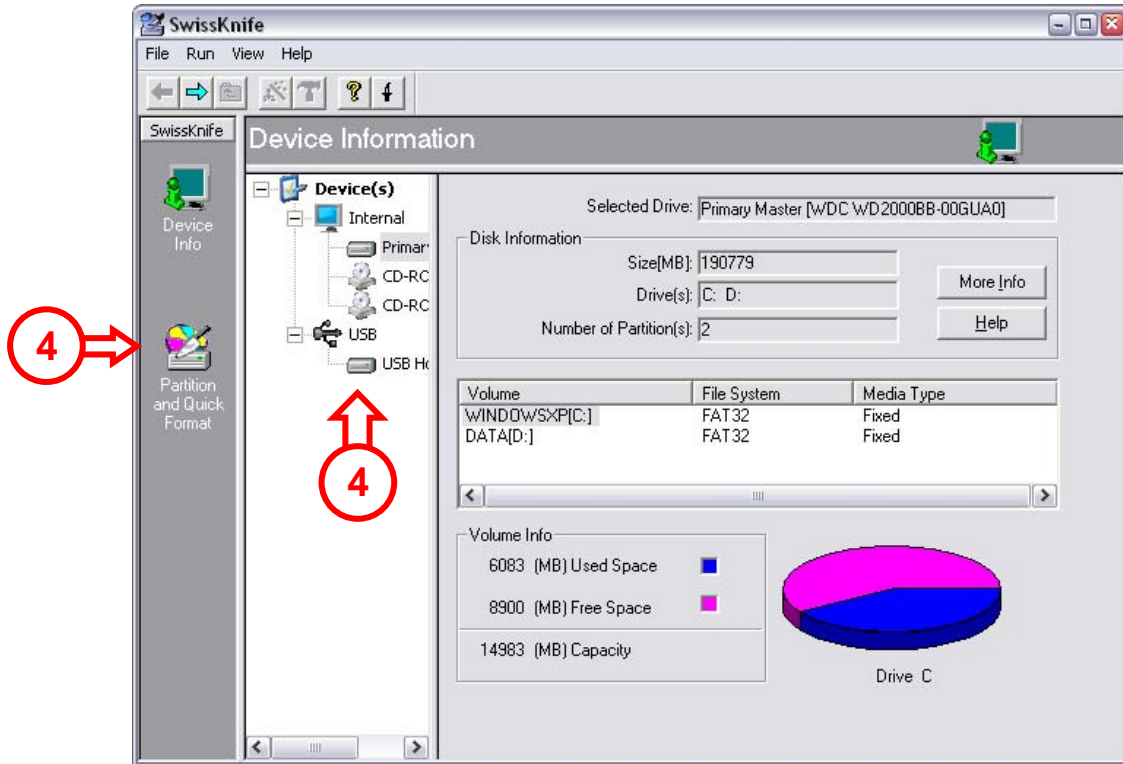 SwissKnife
File Run View Help
SwissKnife
Device Information
Device
Info
Partition
and Quick
Format
4
Device(s)
Internal
Primar
CD-RC
CD-RC
USB
USB Ho
4
Selected Drive: Primary Master [WDC WD2000BB-00GUA0]
Disk Information
Size[MB]: 190779
Drive(s): C: D:
Number of Partition(s): 2
More Info
Help
Volume File System Media Type
WINDOWSXP[C:] FAT32 Fixed
DATA[D:] FAT32 Fixed
Volume Info
6083 (MB) Used Space
8900 (MB) Free Space
14983 (MB) Capacity
Drive C